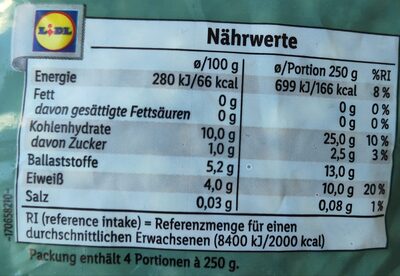 LiDL
Nährwerte
ø/100 g ø/Portion 250 g %RI
Energie 280 kJ/66 kcal 699 kJ/166 kcal 8 %
Fett 0 g 0 g 0 %
davon gesättigte Fettsäuren 0 g 0 g 0 %
Kohlenhydrate 10,0 g 25,0 g 10 %
davon Zucker 1,0 g 2,5 g 3 %
Ballaststoffe 5,2 g 13,0 g
Eiweiß 4,0 g 10,0 g 20 %
Salz 0,03 g 0,08 g 1 %
RI (reference intake) = Referenzmenge für einen
durchschnittlichen Erwachsenen (8400 kJ/2000 kcal)
Packung enthält 4 Portionen à 250 g.